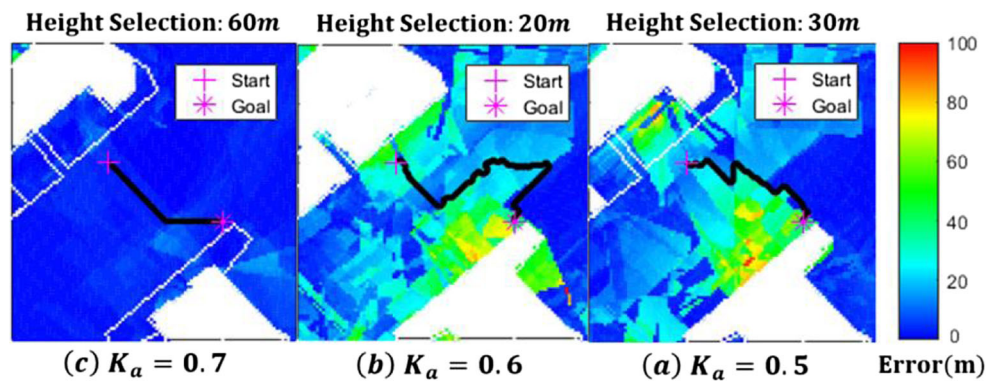 Height Selection: 60m
Start
Goal
(c) Ka = 0.7
Height Selection: 20m
Start
Goal
(b) Ka = 0.6
Height Selection: 30m
Start
Goal
(a) Ka = 0.5
100
80
60
40
20
0
Error(m)